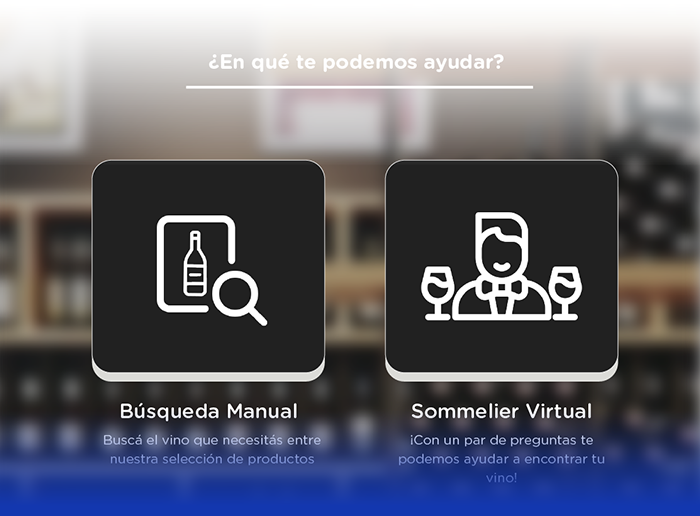 ¿En qué te podemos ayudar?
Búsqueda Manual
Buscá el vino que necesitás entre
nuestra selección de productos
Sommelier Virtual
¡Con un par de preguntas te
podemos ayudar a encontrar tu
vino!